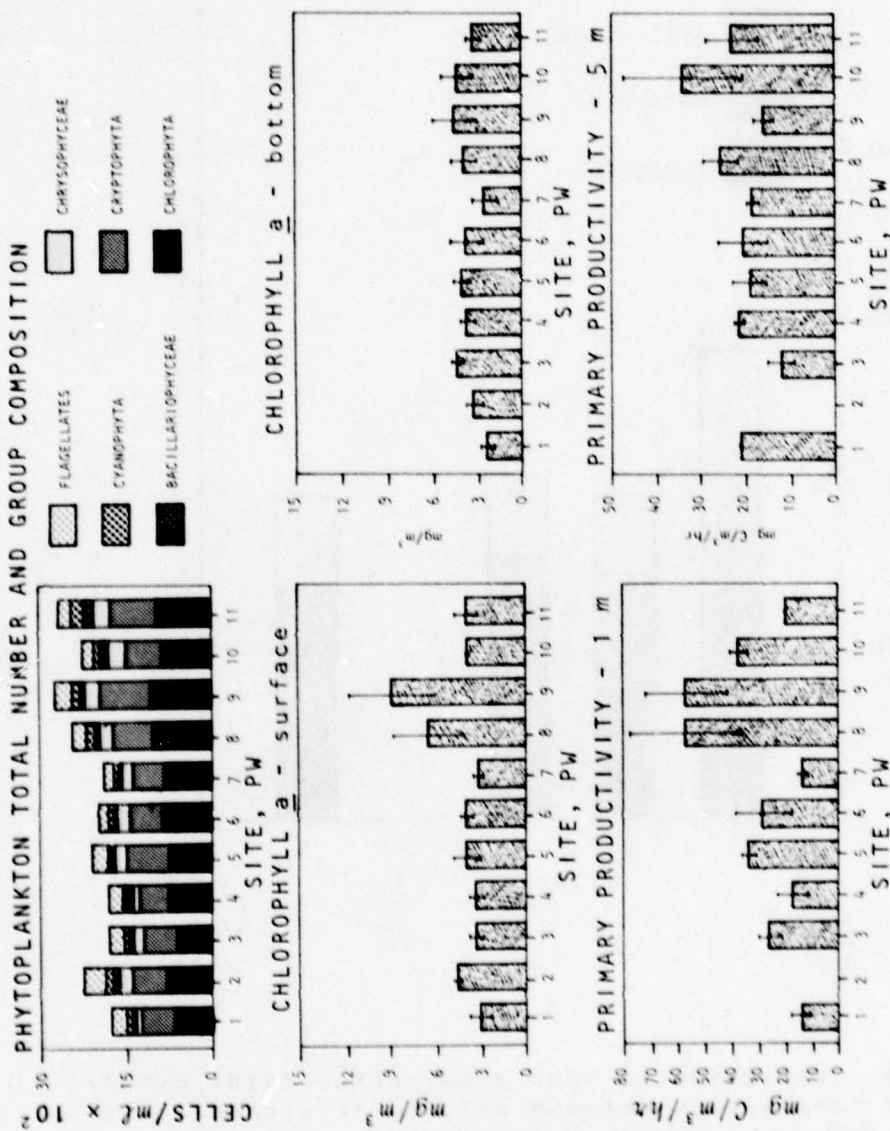 PHYTOPLANKTON TOTAL NUMBER AND GROUP COMPOSITION
FLAGELLATES
CHRYSOPHYCEAE
CYANOPHYTA
CRYPTOPHYTA
BACILLARIOPHYCEAE
CHLOROPHYTA
CELLS/mℓ × 10²
30
15
0
1 2 3 4 5 6 7 8 9 10 11
SITE, PW
CHLOROPHYLL a - surface
mg/m³
15
12
9
6
3
0
1 2 3 4 5 6 7 8 9 10 11
SITE, PW
CHLOROPHYLL a - bottom
mg/m³
15
12
9
6
3
0
1 2 3 4 5 6 7 8 9 10 11
SITE, PW
PRIMARY PRODUCTIVITY - 1 m
mg C/m³/hr
80
70
60
50
40
30
20
10
0
1 2 3 4 5 6 7 8 9 10 11
SITE, PW
PRIMARY PRODUCTIVITY - 5 m
mg C/m³/hr
50
40
30
20
10
0
1 2 3 4 5 6 7 8 9 10 11
SITE, PW